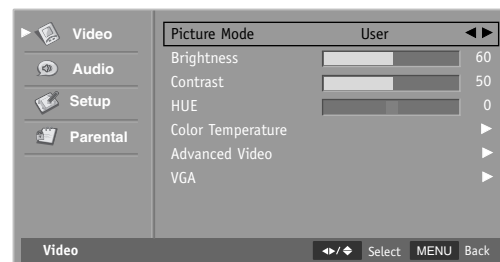 Video
Audio
Setup
Parental
Picture Mode User
Brightness 60
Contrast 50
HUE 0
Color Temperature
Advanced Video
VGA
Video Select MENU Back